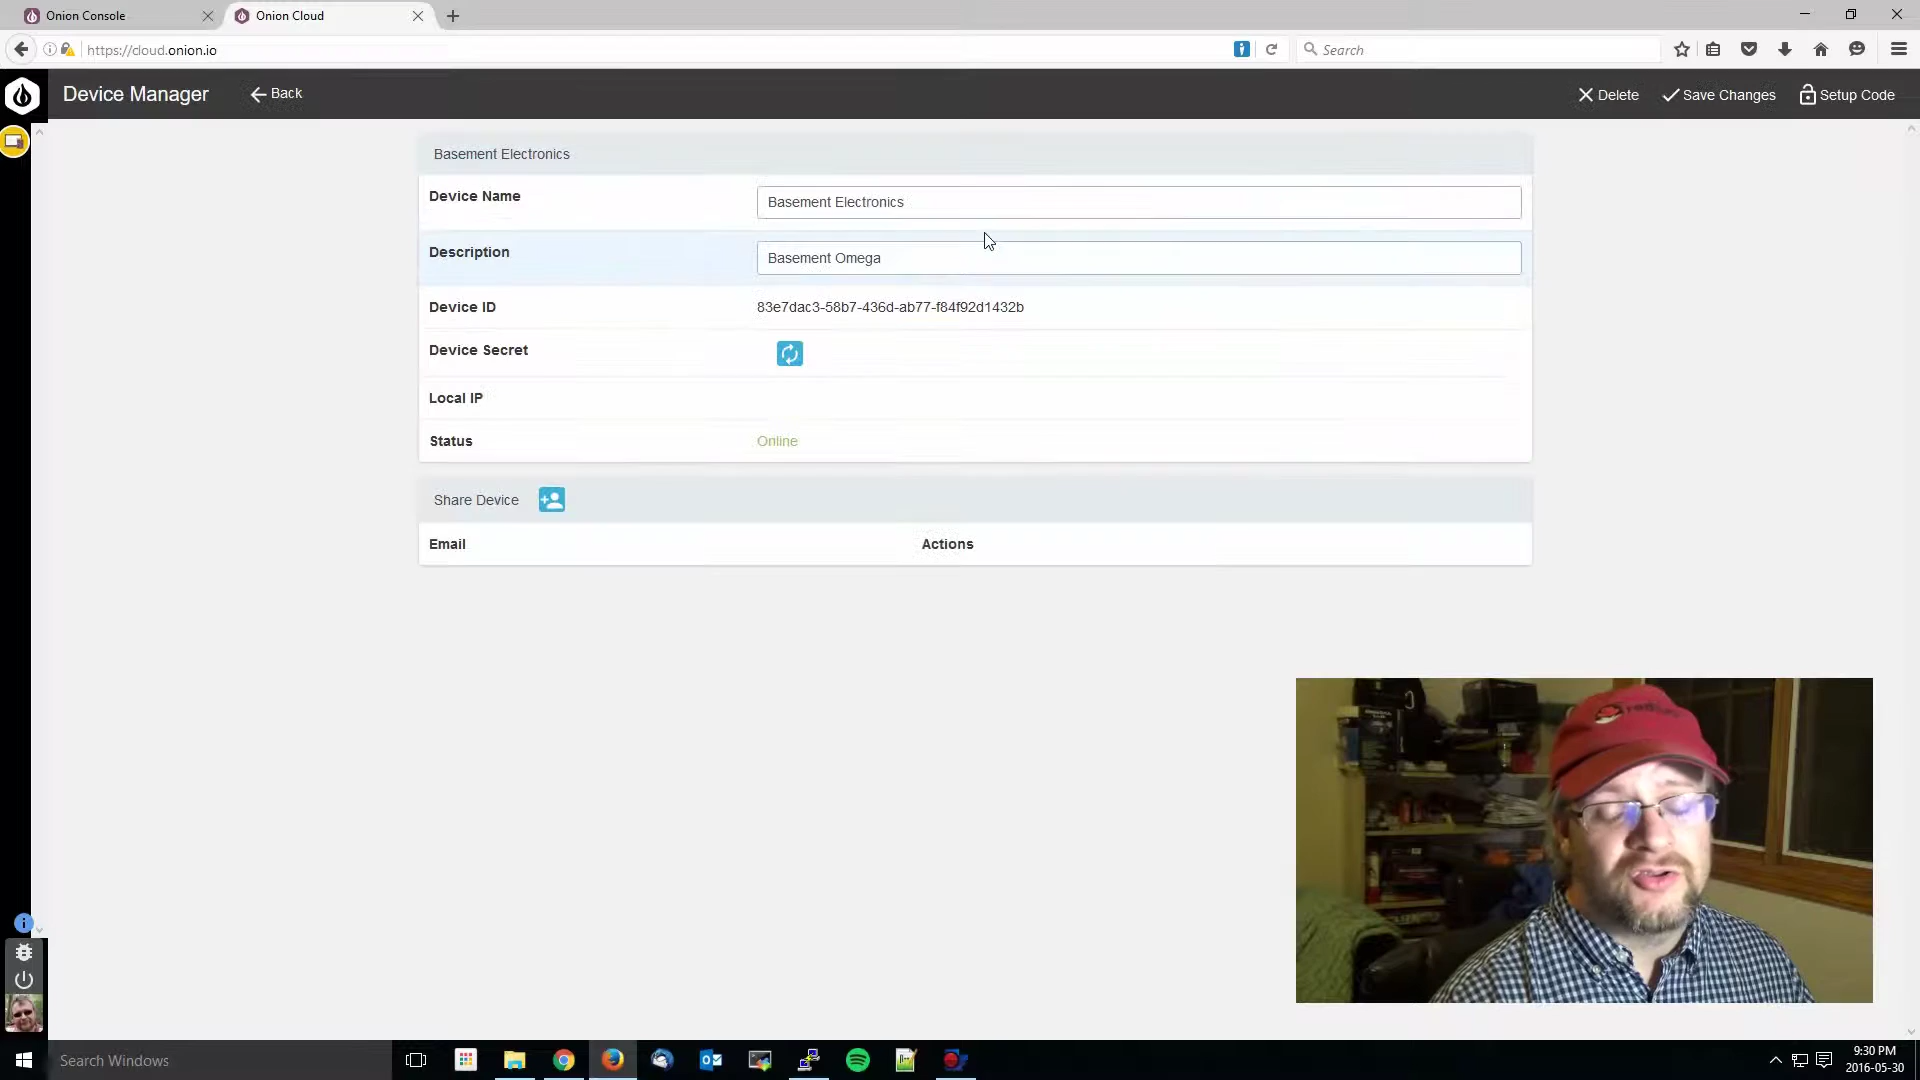 Onion Console
Onion Cloud
https://cloud.onion.io
Search
Device Manager
Back
Delete
Save Changes
Setup Code
Basement Electronics
Device Name
Basement Electronics
Description
Basement Omega
Device ID
83e7dac3-58b7-436d-ab77-f84f92d1432b
Device Secret
Local IP
Status
Online
Share Device
Email
Actions
Search Windows
9:30 PM
2016-05-30